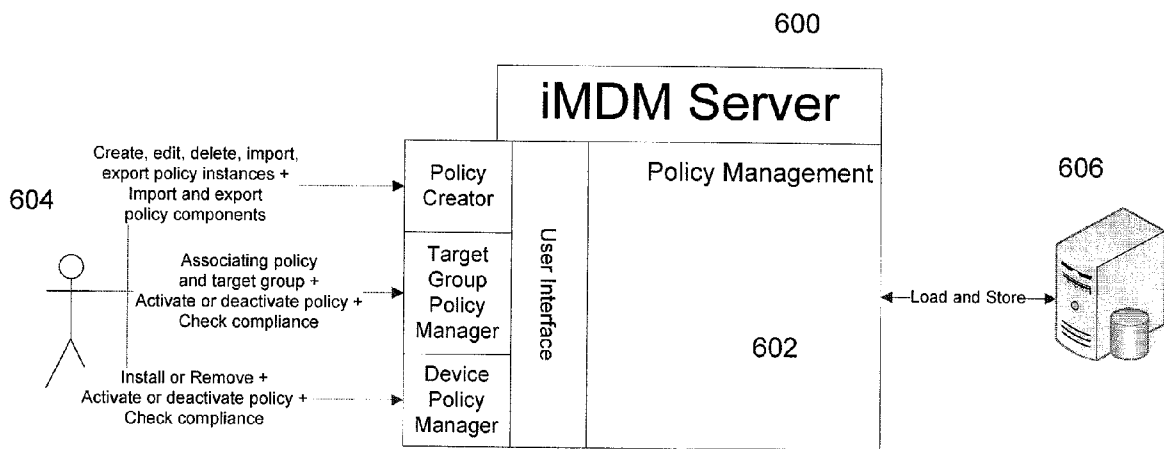 600
iMDM Server
Create, edit, delete, import,
export policy instances +
Import and export
policy components
604
Policy
Creator
Policy Management
606
User Interface
Associating policy
and target group +
Activate or deactivate policy +
Check compliance
Target
Group
Policy
Manager
Load and Store
602
Install or Remove +
Activate or deactivate policy +
Check compliance
Device
Policy
Manager